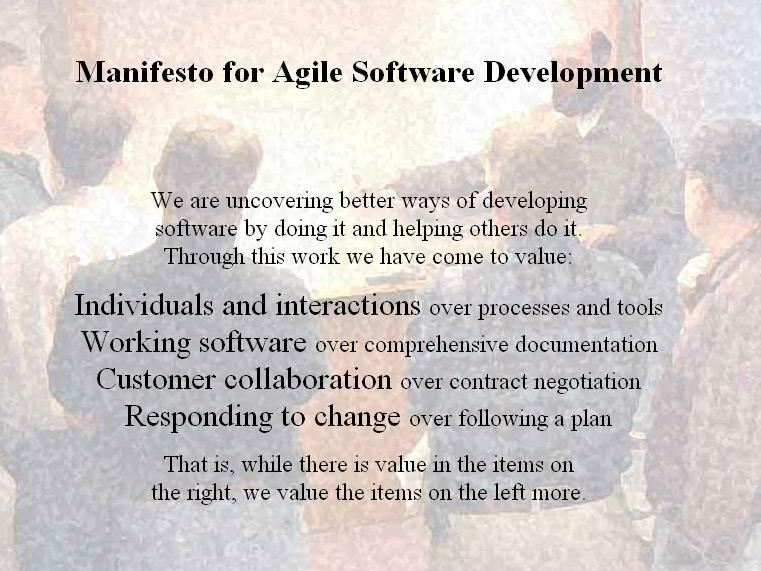 Manifesto for Agile Software Development
We are uncovering better ways of developing
software by doing it and helping others do it.
Through this work we have come to value:
Individuals and interactions over processes and tools
Working software over comprehensive documentation
Customer collaboration over contract negotiation
Responding to change over following a plan
That is, while there is value in the items on
the right, we value the items on the left more.